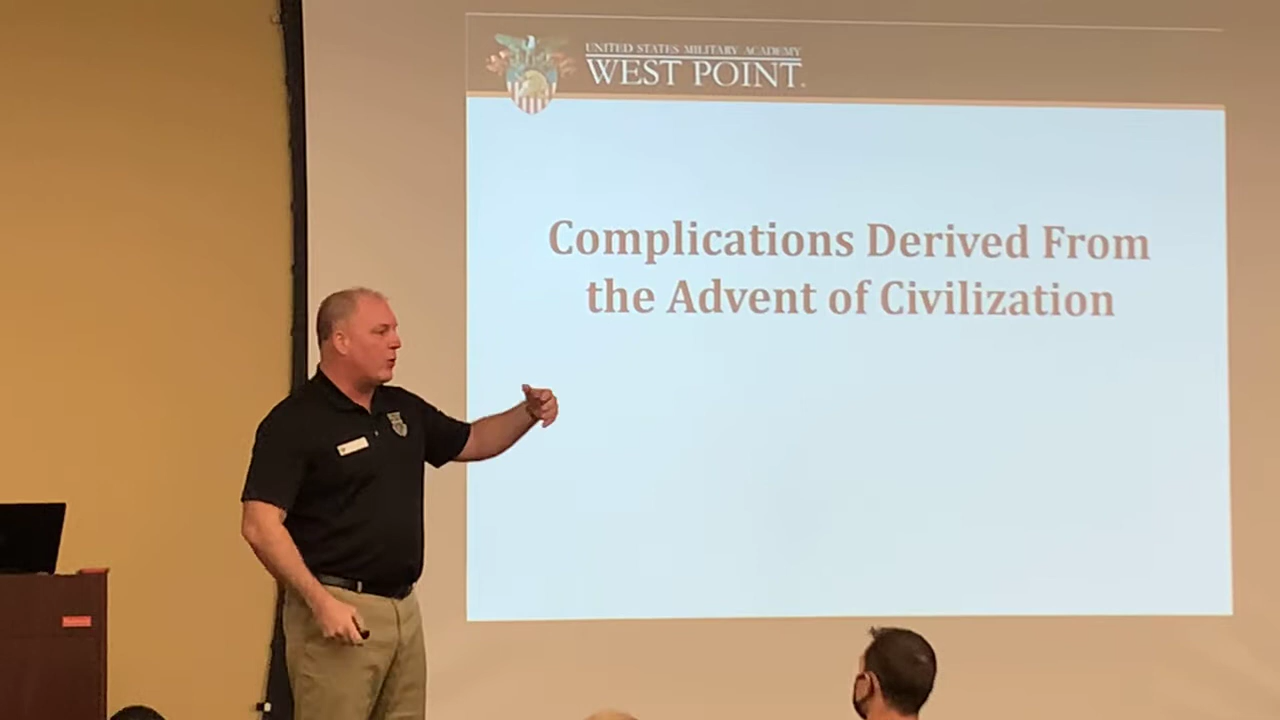 UNITED STATES MILITARY ACADEMY
WEST POINT.
Complications Derived From
the Advent of Civilization